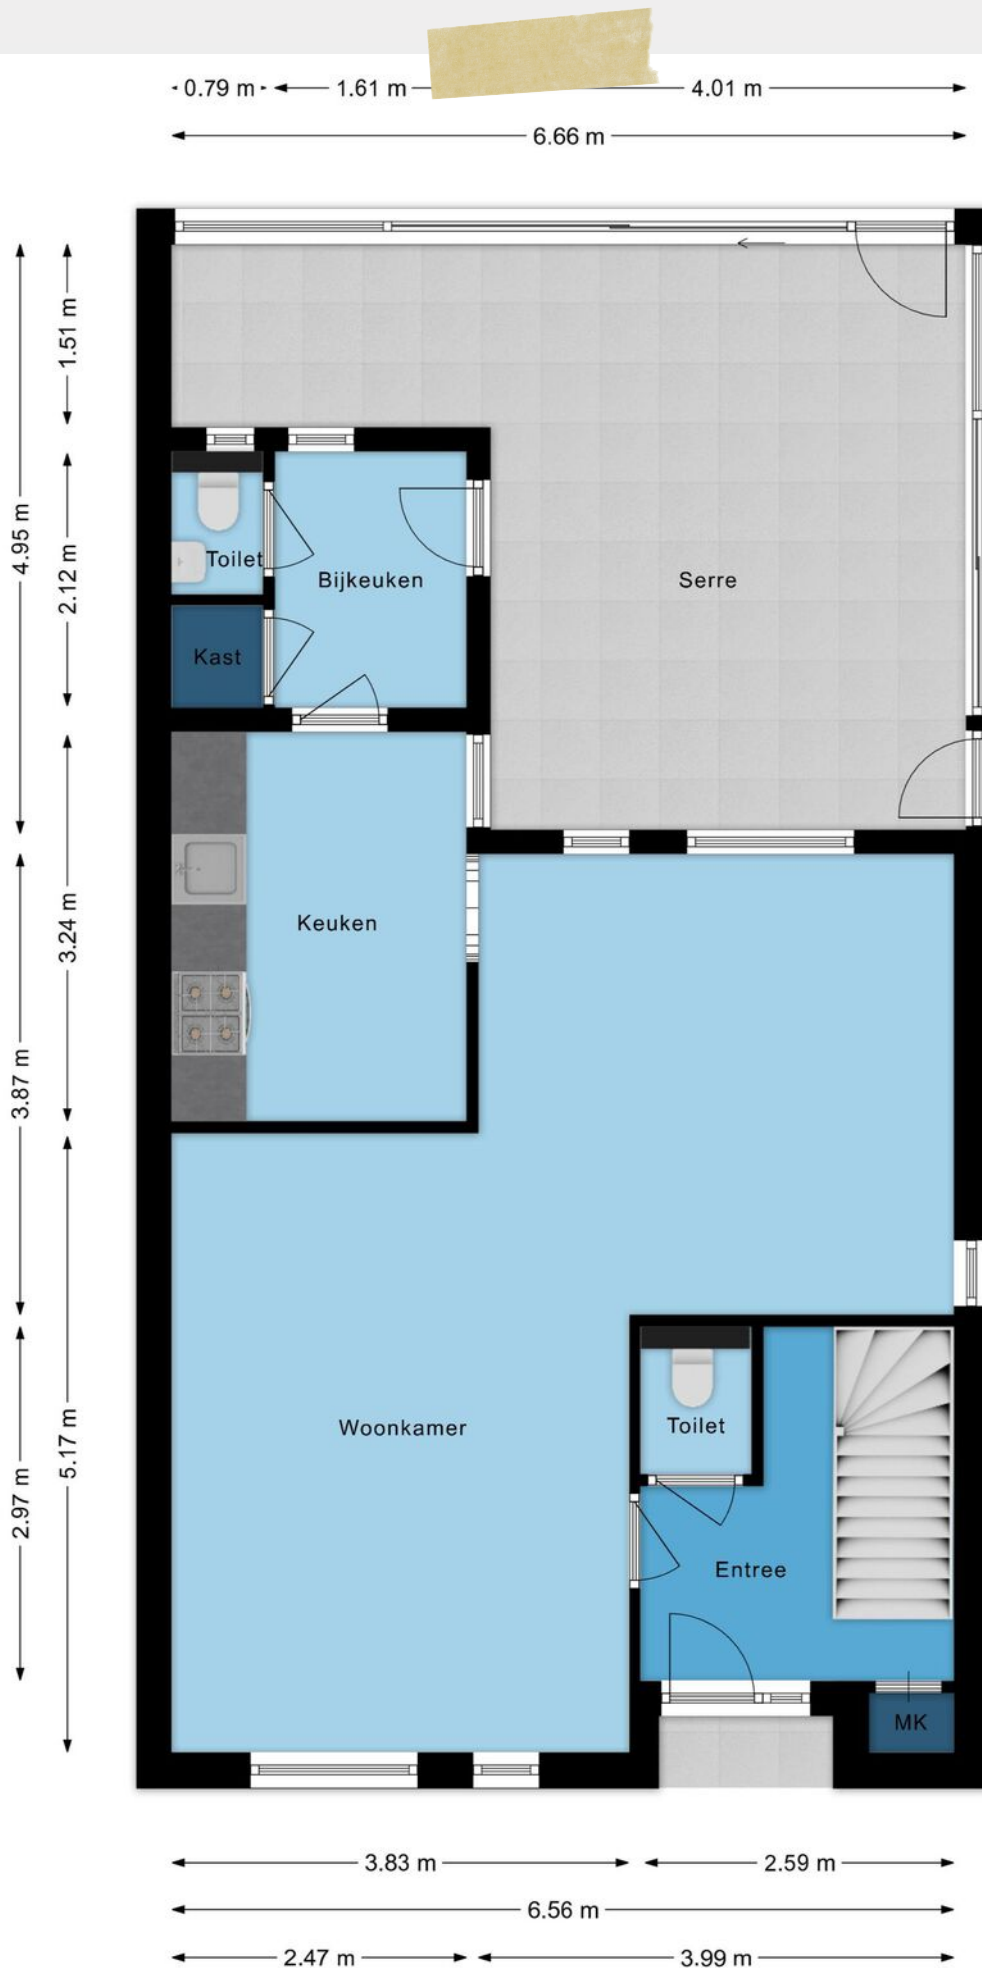 0.79 m 1.61 m 4.01 m
6.66 m
1.51 m
4.95 m
2.12 m
Toilet
Bijkeuken
Serre
Kast
3.24 m
Keuken
3.87 m
5.17 m
Woonkamer
Toilet
2.97 m
Entree
MK
3.83 m 2.59 m
6.56 m
2.47 m 3.99 m